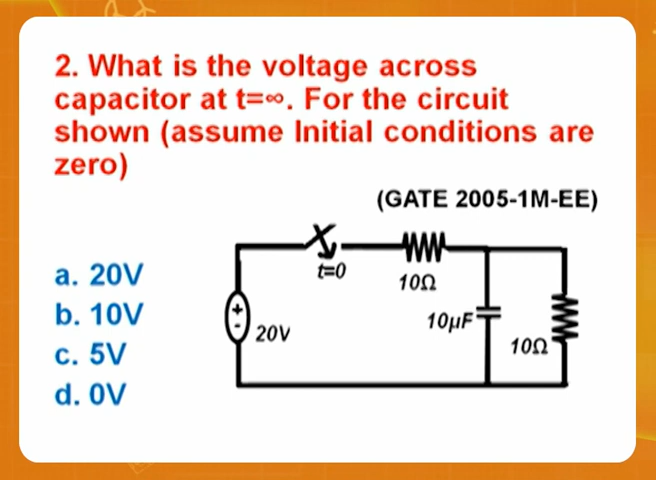 2. What is the voltage across
capacitor at t=∞. For the circuit
shown (assume Initial conditions are
zero)
(GATE 2005-1M-EE)
a. 20V
b. 10V
c. 5V
d. 0V
t=0
10Ω
+
-
20V
10μF
10Ω